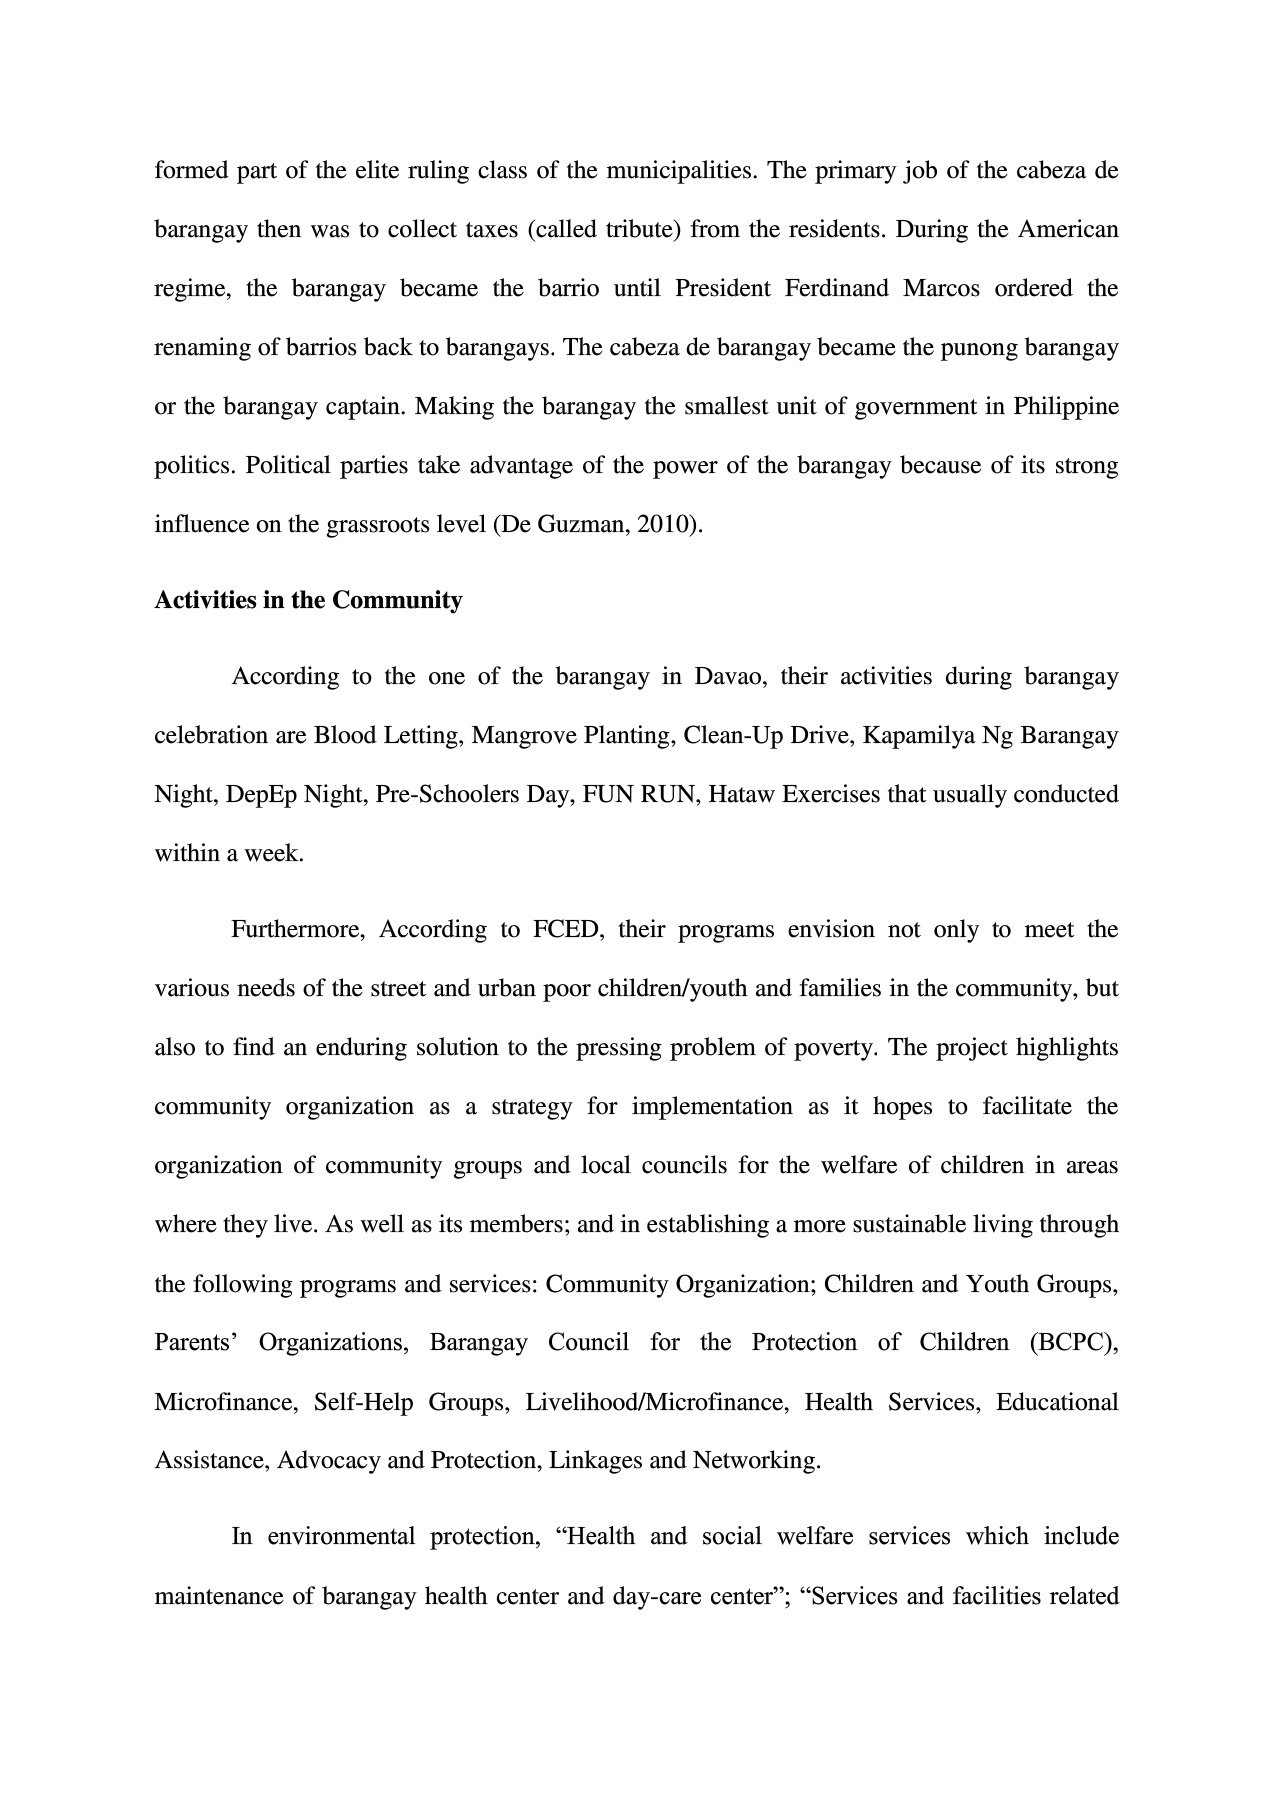 formed part of the elite ruling class of the municipalities. The primary job of the cabeza de
barangay then was to collect taxes (called tribute) from the residents. During the American
regime, the barangay became the barrio until President Ferdinand Marcos ordered the
renaming of barrios back to barangays. The cabeza de barangay became the punong barangay
or the barangay captain. Making the barangay the smallest unit of government in Philippine
politics. Political parties take advantage of the power of the barangay because of its strong
influence on the grassroots level (De Guzman, 2010).
Activities in the Community
According to the one of the barangay in Davao, their activities during barangay
celebration are Blood Letting, Mangrove Planting, Clean-Up Drive, Kapamilya Ng Barangay
Night, DepEp Night, Pre-Schoolers Day, FUN RUN, Hataw Exercises that usually conducted
within a week.
Furthermore, According to FCED, their programs envision not only to meet the
various needs of the street and urban poor children/youth and families in the community, but
also to find an enduring solution to the pressing problem of poverty. The project highlights
community organization as a strategy for implementation as it hopes to facilitate the
organization of community groups and local councils for the welfare of children in areas
where they live. As well as its members; and in establishing a more sustainable living through
the following programs and services: Community Organization; Children and Youth Groups,
Parents’ Organizations, Barangay Council for the Protection of Children (BCPC),
Microfinance, Self-Help Groups, Livelihood/Microfinance, Health Services, Educational
Assistance, Advocacy and Protection, Linkages and Networking.
In environmental protection, “Health and social welfare services which include
maintenance of barangay health center and day-care center”; “Services and facilities related